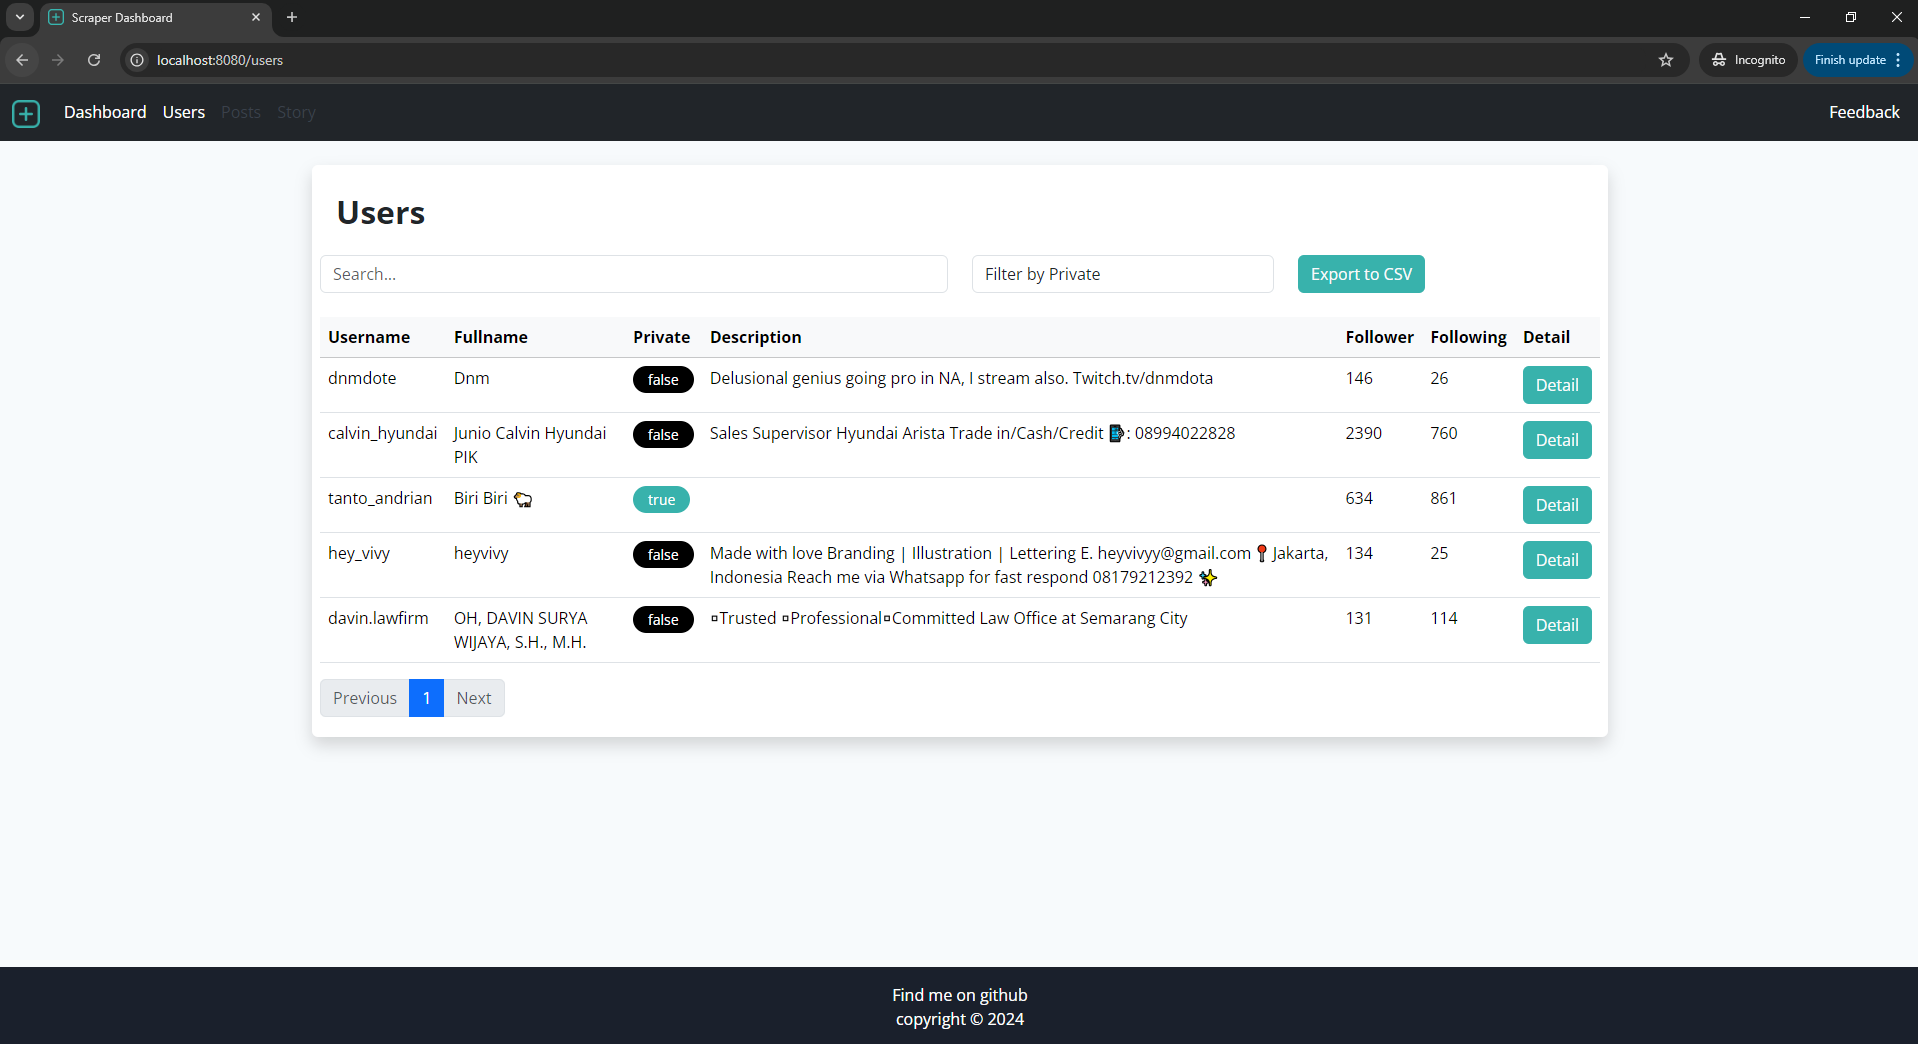 Scraper Dashboard
localhost:8080/users
Incognito
Finish update
Dashboard Users Posts Story
Feedback
Users
Search...
Filter by Private
Export to CSV
Username Fullname Private Description Follower Following Detail
dnmdote Dnm false Delusional genius going pro in NA, I stream also. Twitch.tv/dnmdota 146 26 Detail
calvin_hyundai Junio Calvin Hyundai false Sales Supervisor Hyundai Arista Trade in/Cash/Credit 📲: 08994022828 2390 760 Detail
PIK
tanto_andrian Biri Biri 🐑 true 634 861 Detail
hey_vivy heyvivy false Made with love Branding | Illustration | Lettering E. heyvivyy@gmail.com 📍Jakarta, 134 25 Detail
Indonesia Reach me via Whatsapp for fast respond 08179212392 ✨
davin.lawfirm OH, DAVIN SURYA false ▫Trusted ▫Professional▫Committed Law Office at Semarang City 131 114 Detail
WIJAYA, S.H., M.H.
Previous 1 Next
Find me on github
copyright © 2024